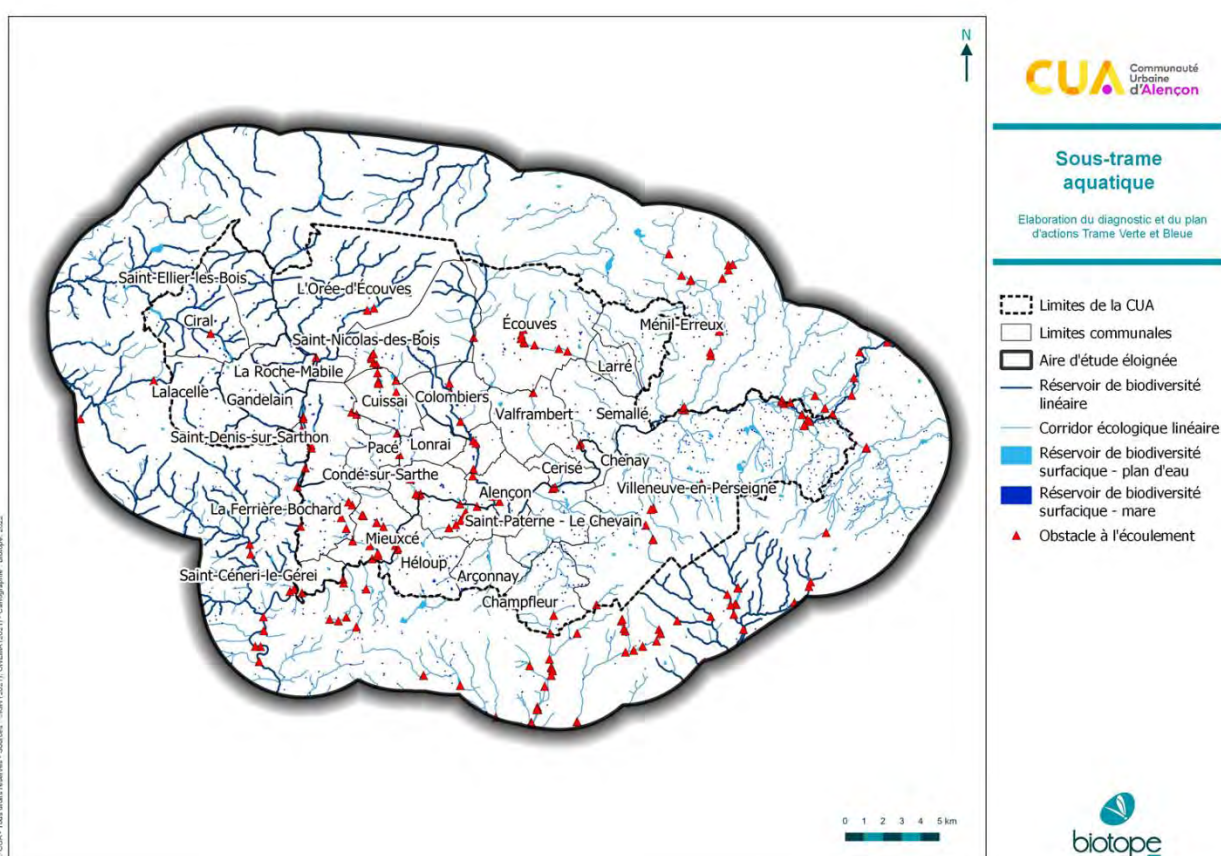 N
CUA Communauté
Urbaine
d'Alençon
Sous-trame
aquatique
Elaboration du diagnostic et du plan
d'actions Trame Verte et Bleue
Limites de la CUA
Limites communales
Aire d'étude éloignée
Réservoir de biodiversité
linéaire
Corridor écologique linéaire
Réservoir de biodiversité
surfacique - plan d'eau
Réservoir de biodiversité
surfacique - mare
Obstacle à l'écoulement
Saint-Ellier-les-Bois
L'Orée-d'Écouves
Ciral
Écouves
Ménil-Erreux
Saint-Nicolas-des-Bois
La Roche-Mabile
Larré
Lalacelle
Gandelain
Cuissai
Colombiers
Valframbert
Semallé
Saint-Denis-sur-Sarthon
Pacé
Lonrai
Cerisé
Chenay
Condé-sur-Sarthe
Alençon
Villeneuve-en-Perseigne
La Ferrière-Bochard
Saint-Paterne - Le Chevain
Mieuxcé
Héloup
Saint-Céneri-le-Gérei
Arçonnay
Champfleur
0 1 2 3 4 5 km
biotope